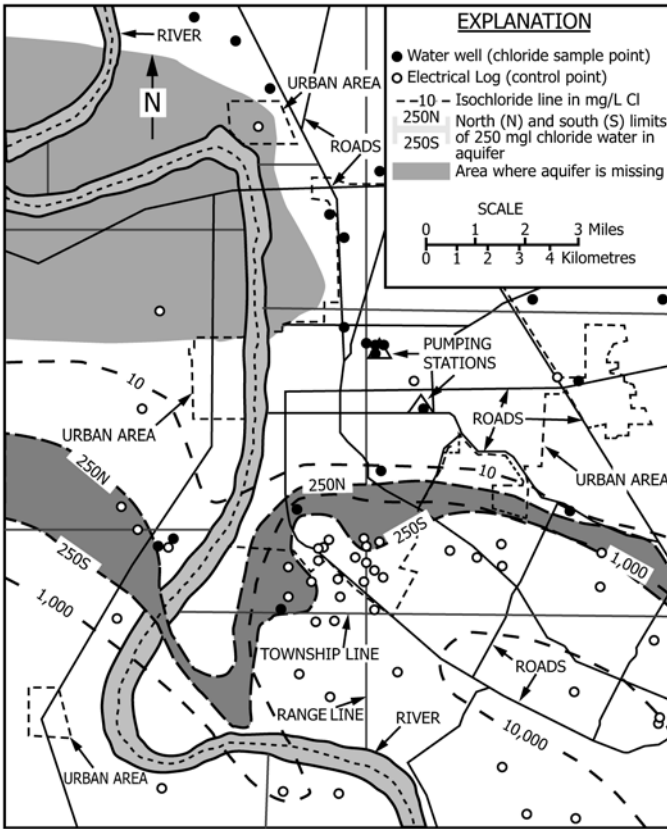 EXPLANATION
Water well (chloride sample point)
Electrical Log (control point)
10 Isochloride line in mg/L Cl
250N North (N) and south (S) limits
of 250 mgl chloride water in
250S aquifer
Area where aquifer is missing
SCALE
0 1 2 3 Miles
0 1 2 3 4 Kilometres
RIVER
N
URBAN AREA
ROADS
PUMPING
STATIONS
10
URBAN AREA
ROADS
250N
10
URBAN AREA
250N
250S
250S
1,000
1,000
TOWNSHIP LINE
ROADS
RANGE LINE
RIVER
10,000
URBAN AREA